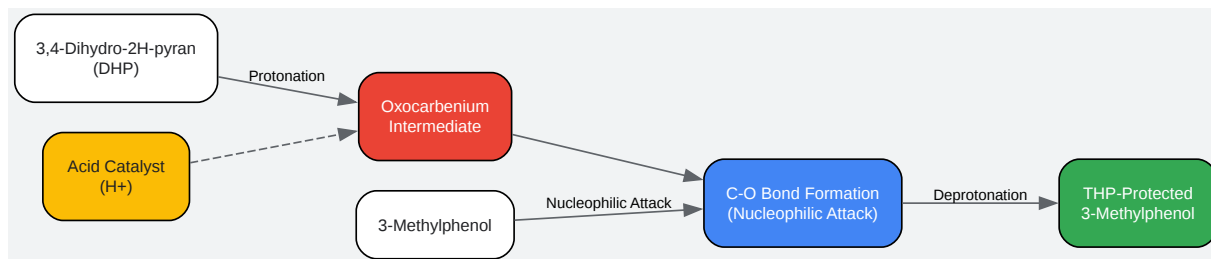 3,4-Dihydro-2H-pyran
(DHP)
Protonation
Acid Catalyst
(H+)
Oxocarbenium
Intermediate
3-Methylphenol
Nucleophilic Attack
C-O Bond Formation
(Nucleophilic Attack)
Deprotonation
THP-Protected
3-Methylphenol